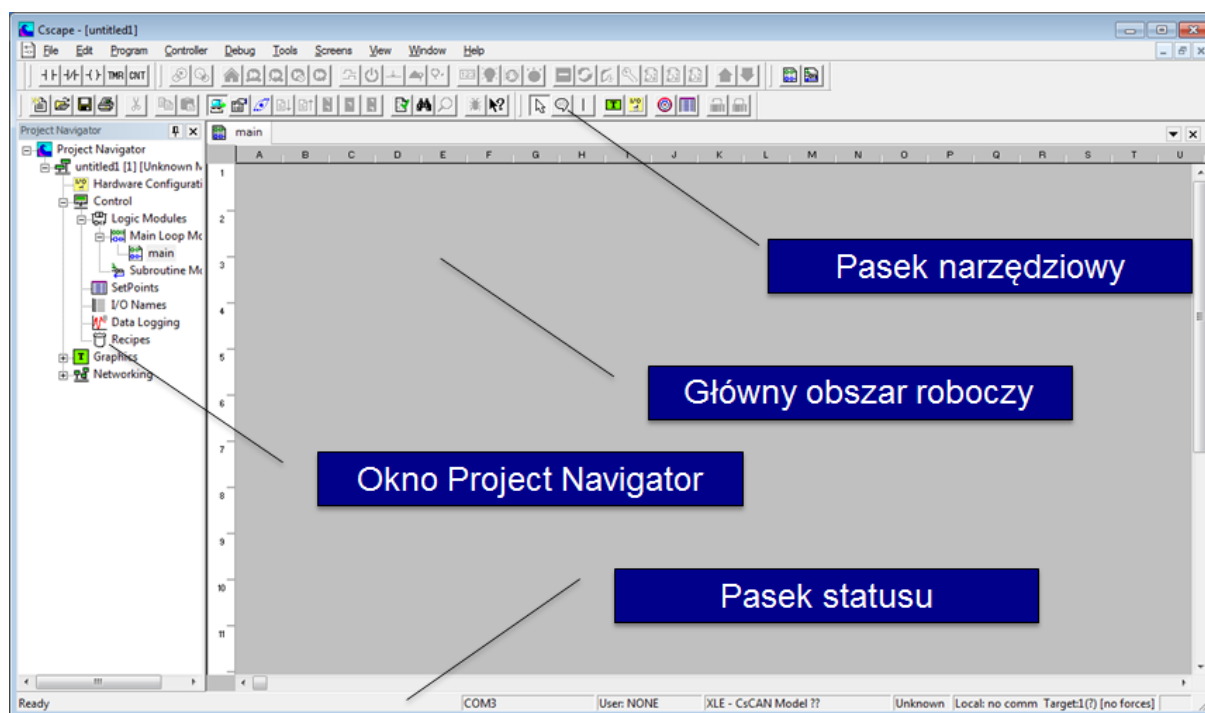 Cscape - [untitled1]
File Edit Program Controller Debug Tools Screens View Window Help
TMR CNT
Project Navigator
main
Project Navigator
untitled1 [1] [Unknown M
Hardware Configurati
Control
Logic Modules
Main Loop Mo
main
Subroutine Mo
SetPoints
I/O Names
Data Logging
Recipes
Graphics
Networking
A B C D E F G H I J K L M N O P Q R S T U
1
2
3
4
5
6
7
8
9
10
11
Pasek narzędziowy
Główny obszar roboczy
Okno Project Navigator
Pasek statusu
Ready COM3 User: NONE XLE - CsCAN Model ?? Unknown Local: no comm Target:1(?) [no forces]